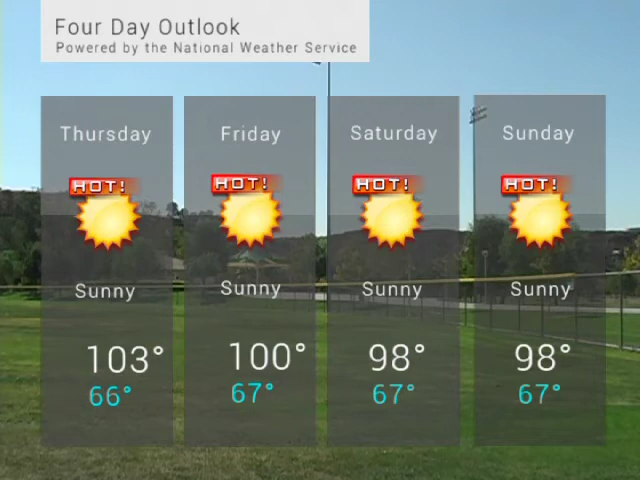 Four Day Outlook
Powered by the National Weather Service
Thursday
HOT!
Sunny
103°
66°
Friday
HOT!
Sunny
100°
67°
Saturday
HOT!
Sunny
98°
67°
Sunday
HOT!
Sunny
98°
67°